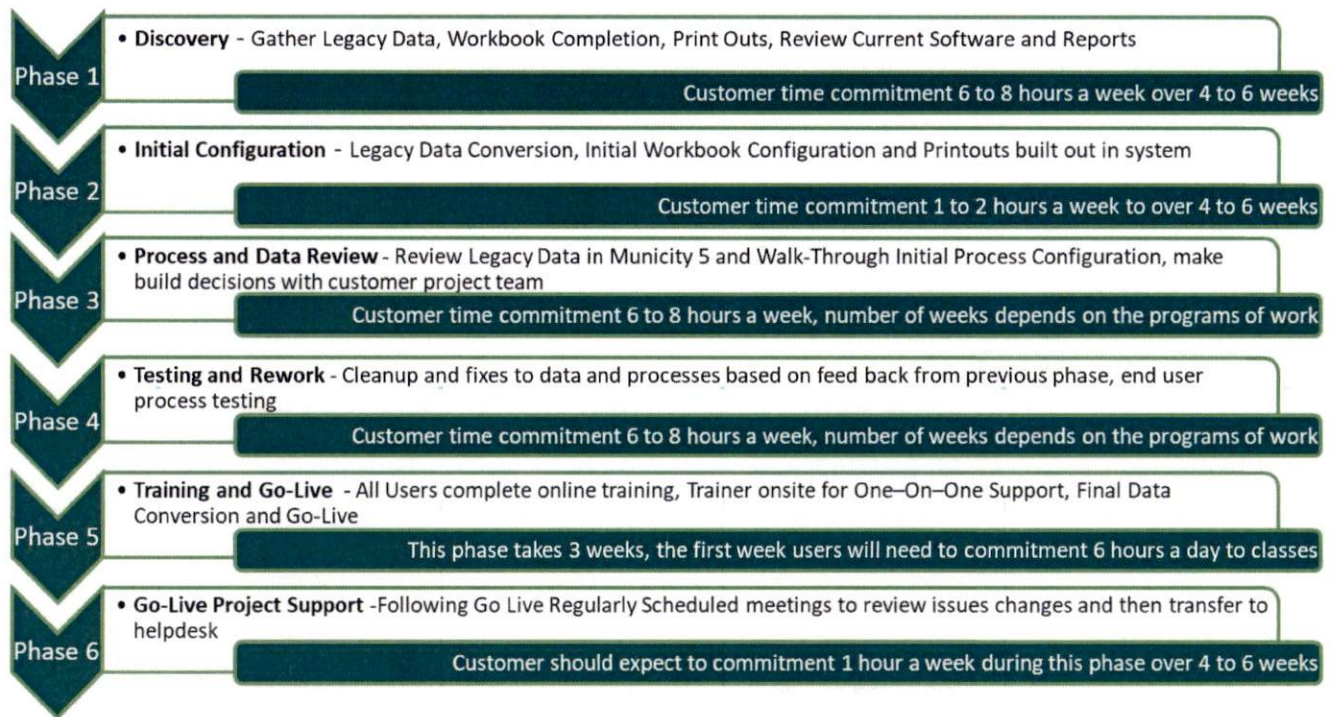 Phase 1
• Discovery - Gather Legacy Data, Workbook Completion, Print Outs, Review Current Software and Reports
Customer time commitment 6 to 8 hours a week over 4 to 6 weeks
Phase 2
• Initial Configuration - Legacy Data Conversion, Initial Workbook Configuration and Printouts built out in system
Customer time commitment 1 to 2 hours a week to over 4 to 6 weeks
Phase 3
• Process and Data Review - Review Legacy Data in Municity 5 and Walk-Through Initial Process Configuration, make
build decisions with customer project team
Customer time commitment 6 to 8 hours a week, number of weeks depends on the programs of work
Phase 4
• Testing and Rework - Cleanup and fixes to data and processes based on feed back from previous phase, end user
process testing
Customer time commitment 6 to 8 hours a week, number of weeks depends on the programs of work
Phase 5
• Training and Go-Live - All Users complete online training, Trainer onsite for One–On–One Support, Final Data
Conversion and Go-Live
This phase takes 3 weeks, the first week users will need to commitment 6 hours a day to classes
Phase 6
• Go-Live Project Support -Following Go Live Regularly Scheduled meetings to review issues changes and then transfer to
helpdesk
Customer should expect to commitment 1 hour a week during this phase over 4 to 6 weeks